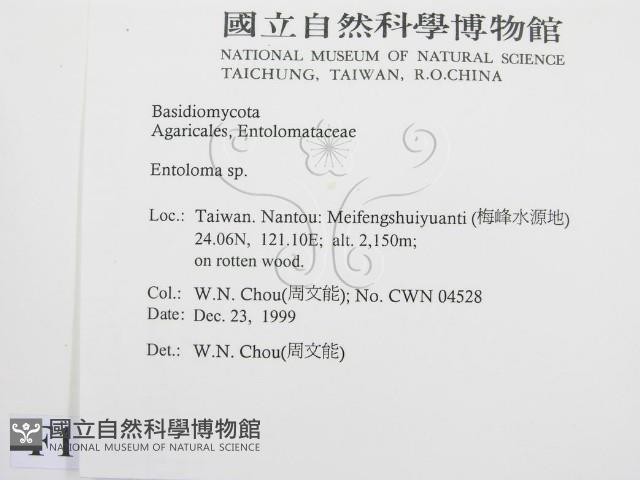 國立自然科學博物館
NATIONAL MUSEUM OF NATURAL SCIENCE
TAICHUNG, TAIWAN, R.O.CHINA
Basidiomycota
Agaricales, Entolomataceae
Entoloma sp.
Loc.: Taiwan. Nantou: Meifengshuiyuanti (梅峰水源地)
24.06N, 121.10E; alt. 2,150m;
on rotten wood.
Col.: W.N. Chou(周文能); No. CWN 04528
Date: Dec. 23, 1999
Det.: W.N. Chou(周文能)
國立自然科學博物館
NATIONAL MUSEUM OF NATURAL SCIENCE